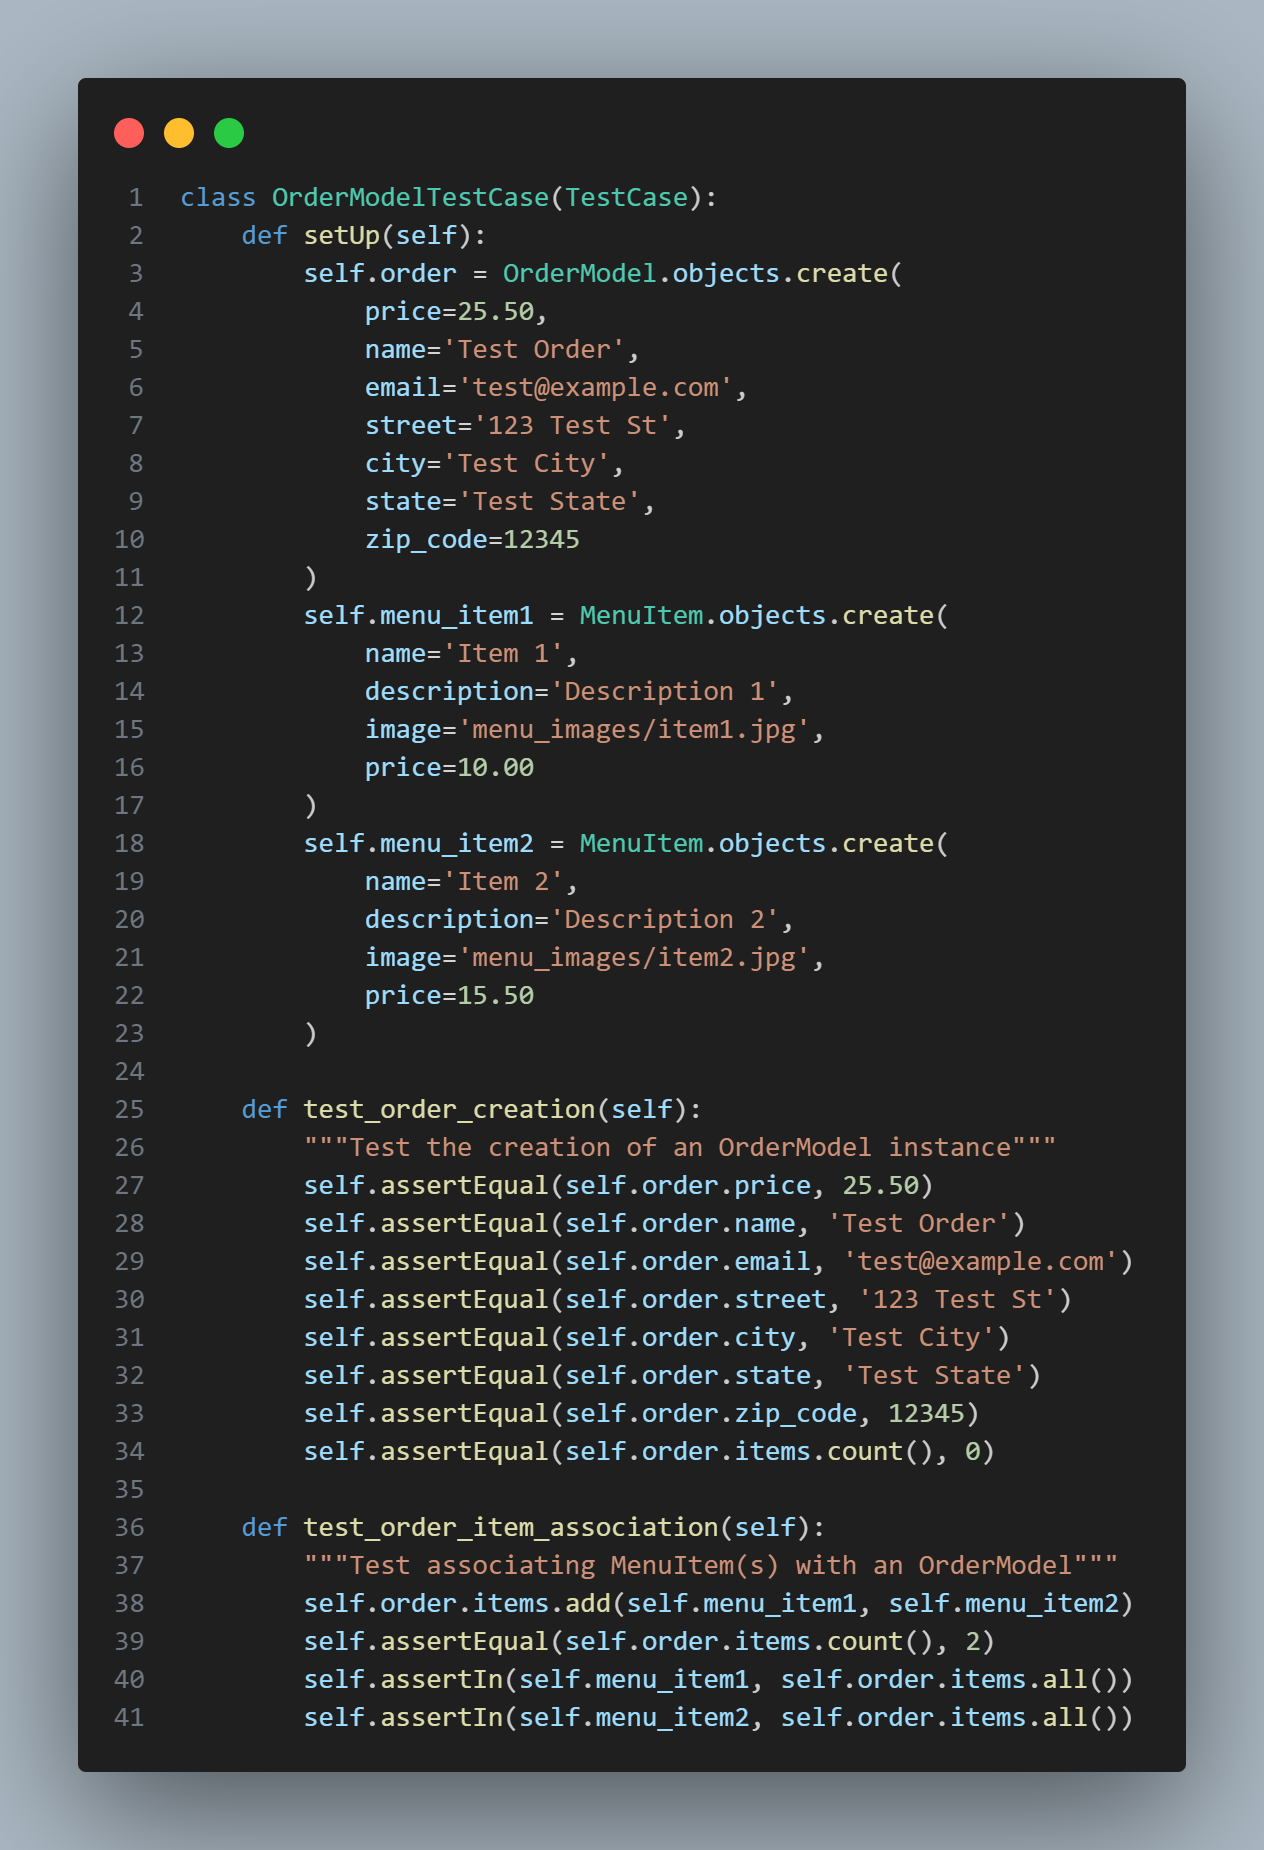 1 class OrderModelTestCase(TestCase):
2     def setUp(self):
3         self.order = OrderModel.objects.create(
4             price=25.50,
5             name='Test Order',
6             email='test@example.com',
7             street='123 Test St',
8             city='Test City',
9             state='Test State',
10             zip_code=12345
11         )
12         self.menu_item1 = MenuItem.objects.create(
13             name='Item 1',
14             description='Description 1',
15             image='menu_images/item1.jpg',
16             price=10.00
17         )
18         self.menu_item2 = MenuItem.objects.create(
19             name='Item 2',
20             description='Description 2',
21             image='menu_images/item2.jpg',
22             price=15.50
23         )
24
25     def test_order_creation(self):
26         """Test the creation of an OrderModel instance"""
27         self.assertEqual(self.order.price, 25.50)
28         self.assertEqual(self.order.name, 'Test Order')
29         self.assertEqual(self.order.email, 'test@example.com')
30         self.assertEqual(self.order.street, '123 Test St')
31         self.assertEqual(self.order.city, 'Test City')
32         self.assertEqual(self.order.state, 'Test State')
33         self.assertEqual(self.order.zip_code, 12345)
34         self.assertEqual(self.order.items.count(), 0)
35
36     def test_order_item_association(self):
37         """Test associating MenuItem(s) with an OrderModel"""
38         self.order.items.add(self.menu_item1, self.menu_item2)
39         self.assertEqual(self.order.items.count(), 2)
40         self.assertIn(self.menu_item1, self.order.items.all())
41         self.assertIn(self.menu_item2, self.order.items.all())